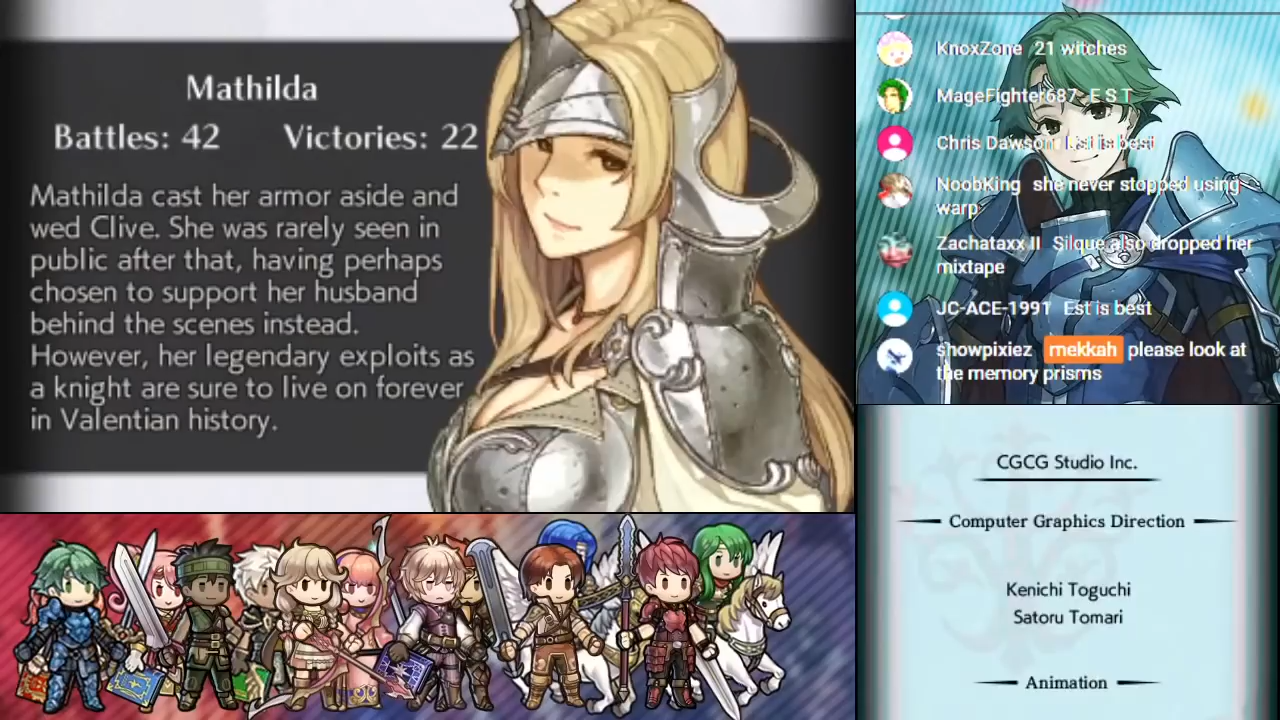 Mathilda
Battles: 42 Victories: 22
Mathilda cast her armor aside and
wed Clive. She was rarely seen in
public after that, having perhaps
chosen to support her husband
behind the scenes instead.
However, her legendary exploits as
a knight are sure to live on forever
in Valentian history.
KnoxZone 21 witches
MageFighter687 E S T
Chris Dawson Est is best
NoobKing she never stopped using
warp
Zachataxx II Silque also dropped her
mixtape
JC-ACE-1991 Est is best
showpixiez mekkah please look at
the memory prisms
CGCG Studio Inc.
Computer Graphics Direction
Kenichi Toguchi
Satoru Tomari
Animation